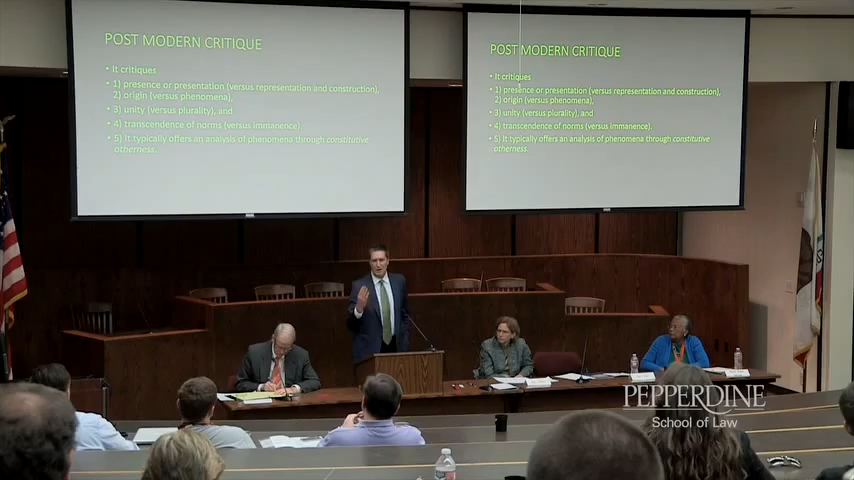 POST MODERN CRITIQUE
• It critiques
• 1) presence or presentation (versus representation and construction),
2) origin (versus phenomena),
• 3) unity (versus plurality), and
• 4) transcendence of norms (versus immanence).
• 5) It typically offers an analysis of phenomena through constitutive
otherness.
POST MODERN CRITIQUE
• It critiques
• 1) presence or presentation (versus representation and construction),
2) origin (versus phenomena),
• 3) unity (versus plurality), and
• 4) transcendence of norms (versus immanence).
• 5) It typically offers an analysis of phenomena through constitutive
otherness.
PEPPERDINE
School of Law